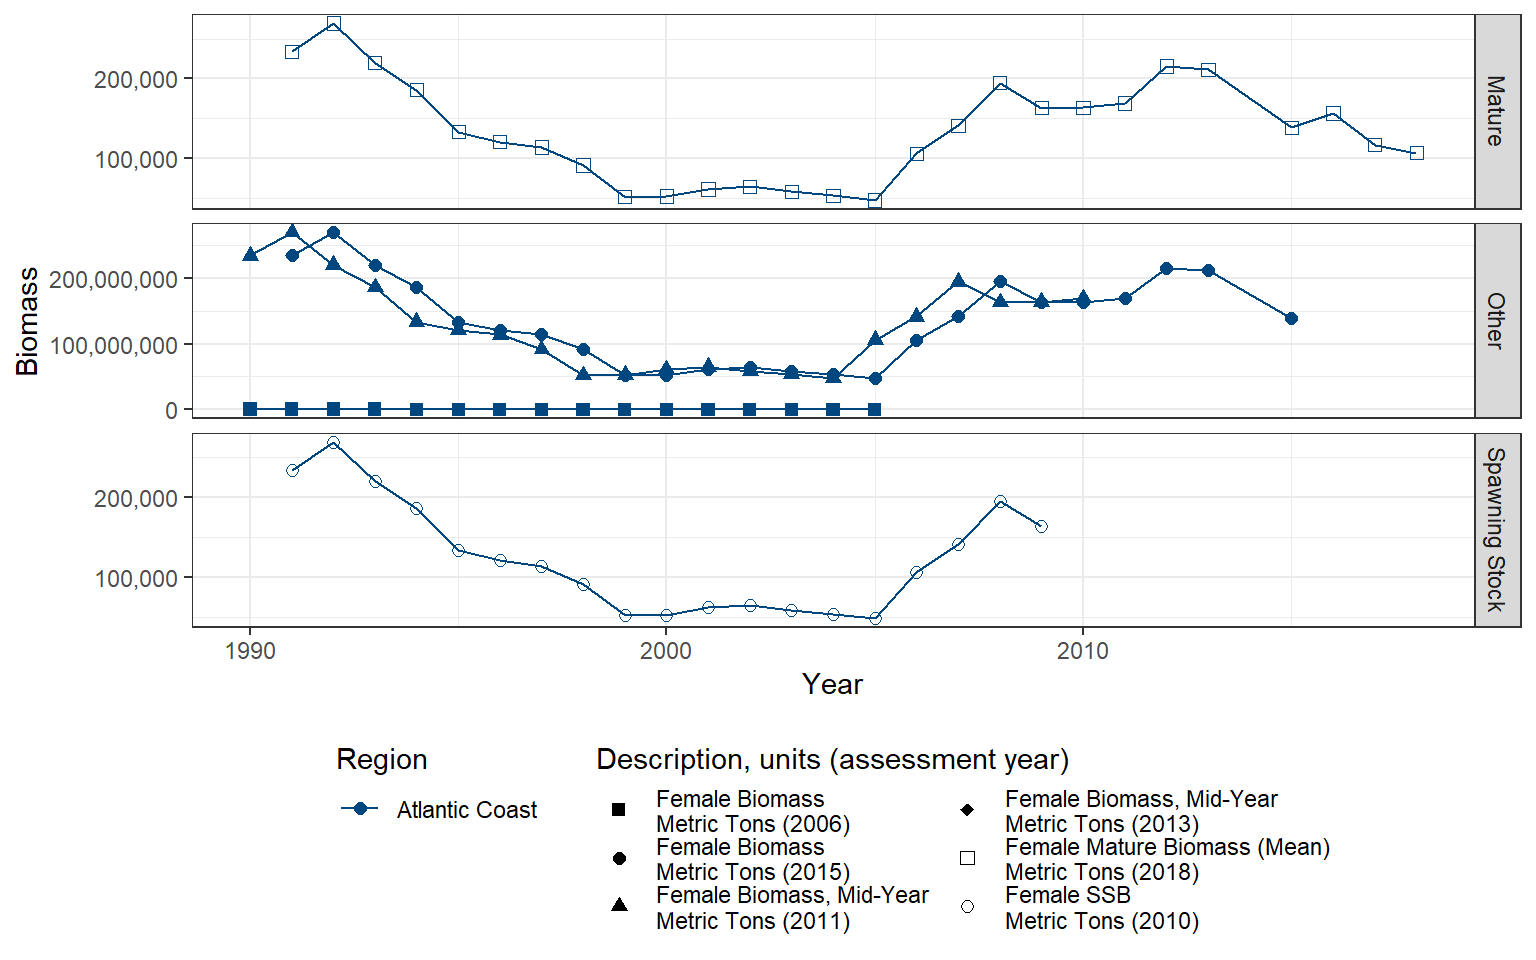 200,000
100,000
Mature
Biomass
200,000,000
100,000,000
0
Other
200,000
100,000
Spawning Stock
1990
2000
2010
Year
Region
Atlantic Coast
Description, units (assessment year)
Female Biomass
Metric Tons (2006)
Female Biomass
Metric Tons (2015)
Female Biomass, Mid-Year
Metric Tons (2011)
Female Biomass, Mid-Year
Metric Tons (2013)
Female Mature Biomass (Mean)
Metric Tons (2018)
Female SSB
Metric Tons (2010)